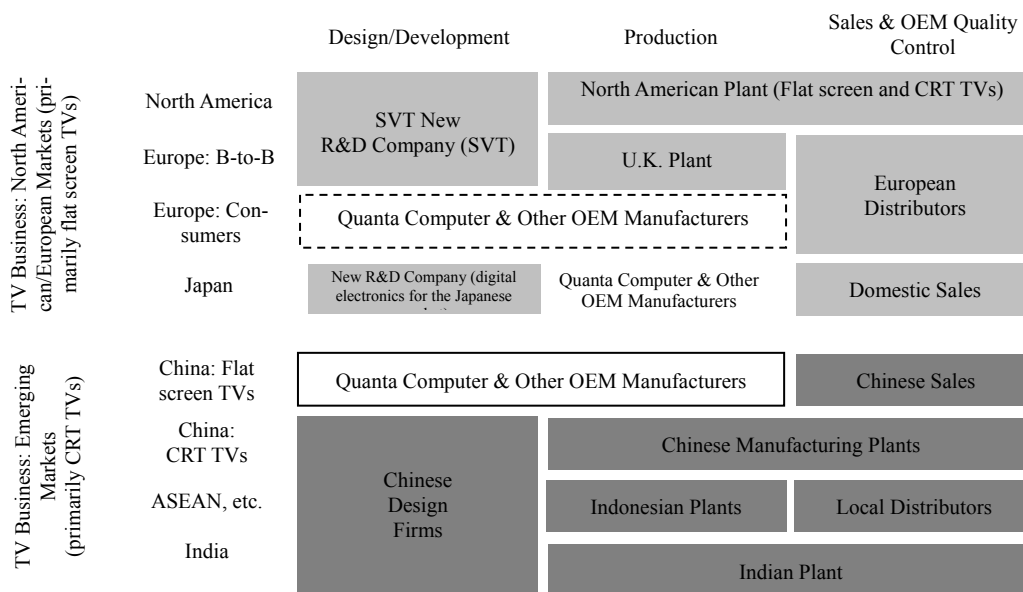 Design/Development
Production
Sales & OEM Quality
Control
TV Business: North Ameri-
can/European Markets (pri-
marily flat screen TVs)
North America
SVT New
R&D Company (SVT)
North American Plant (Flat screen and CRT TVs)
Europe: B-to-B
U.K. Plant
European
Distributors
Europe: Con-
sumers
Quanta Computer & Other OEM Manufacturers
Japan
New R&D Company (digital
electronics for the Japanese
Quanta Computer & Other
OEM Manufacturers
Domestic Sales
TV Business: Emerging
Markets
(primarily CRT TVs)
China: Flat
screen TVs
Quanta Computer & Other OEM Manufacturers
Chinese Sales
China:
CRT TVs
Chinese
Design
Firms
Chinese Manufacturing Plants
ASEAN, etc.
Indonesian Plants
Local Distributors
India
Indian Plant